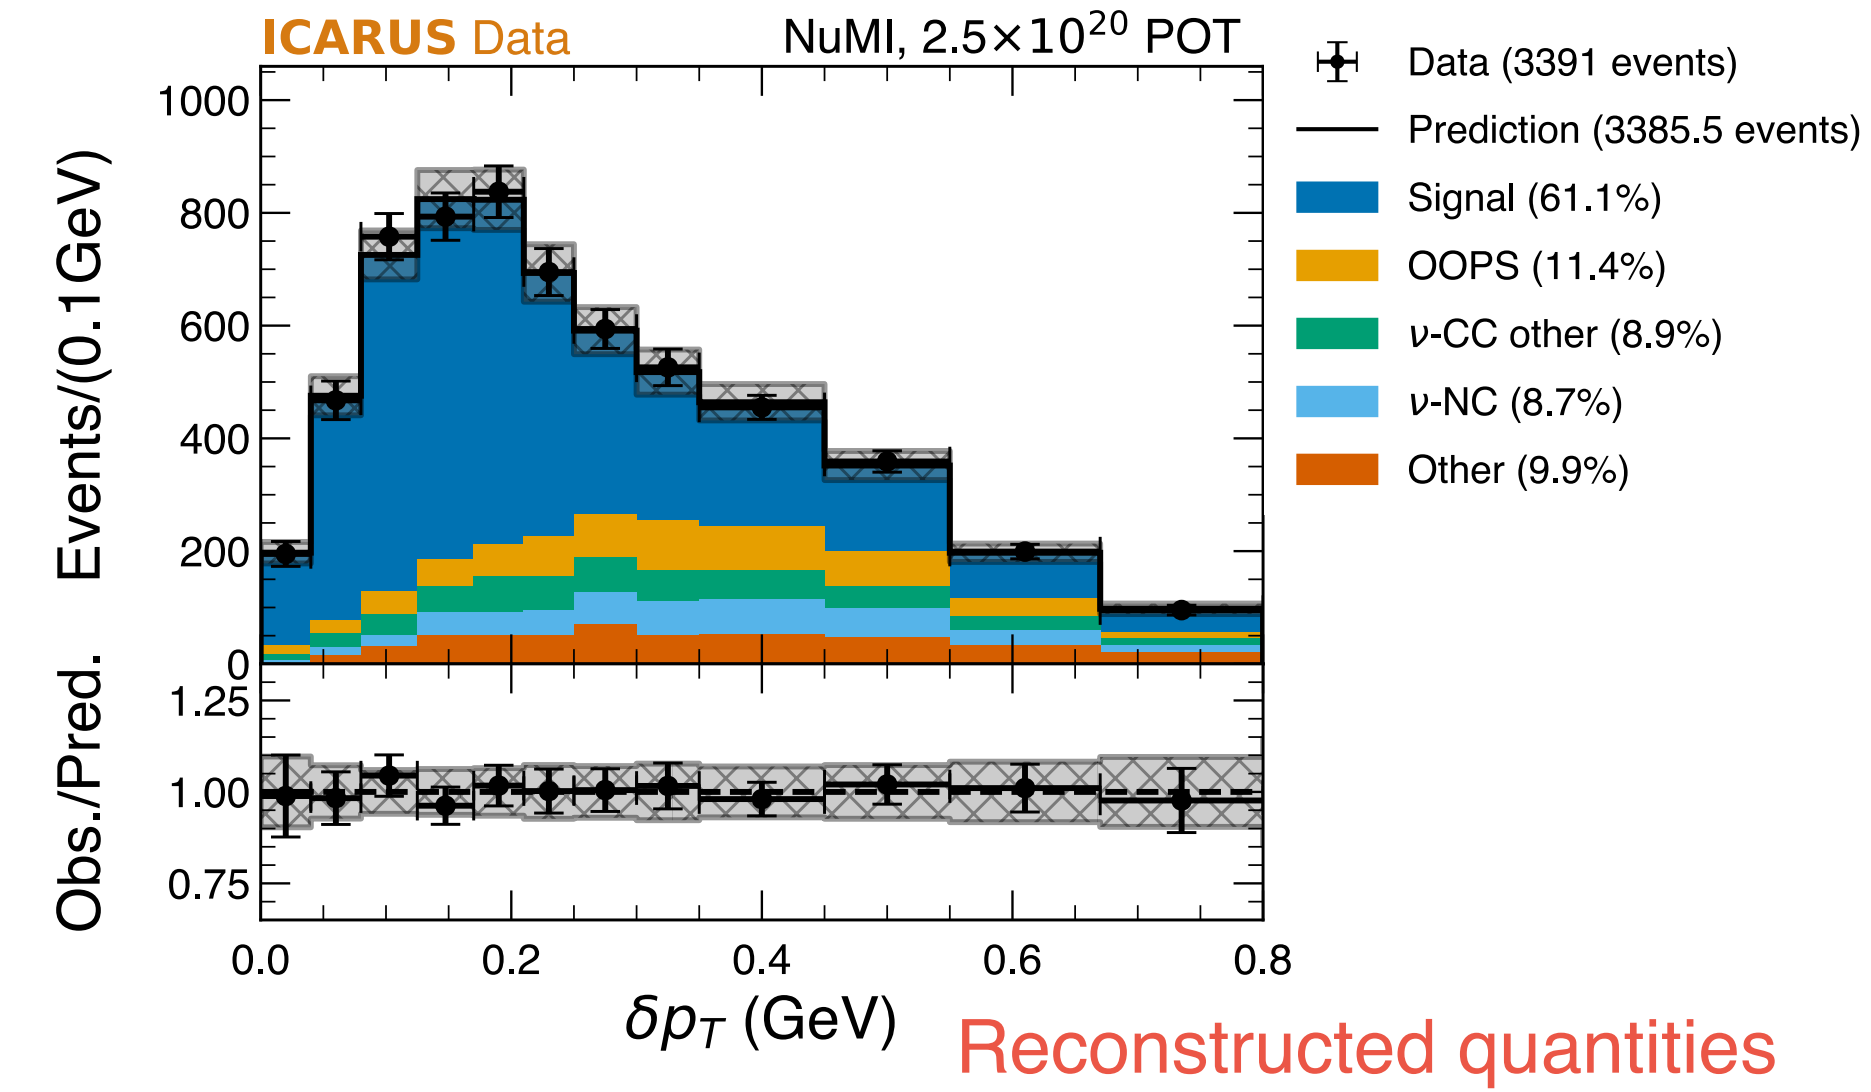 ICARUS Data
NuMI, 2.5×10²⁰ POT
Events/(0.1GeV)
1000
800
600
400
200
0
Data (3391 events)
Prediction (3385.5 events)
Signal (61.1%)
OOPS (11.4%)
ν-CC other (8.9%)
ν-NC (8.7%)
Other (9.9%)
Obs./Pred.
1.25
1.00
0.75
0.0 0.2 0.4 0.6 0.8
δp_T (GeV)
Reconstructed quantities